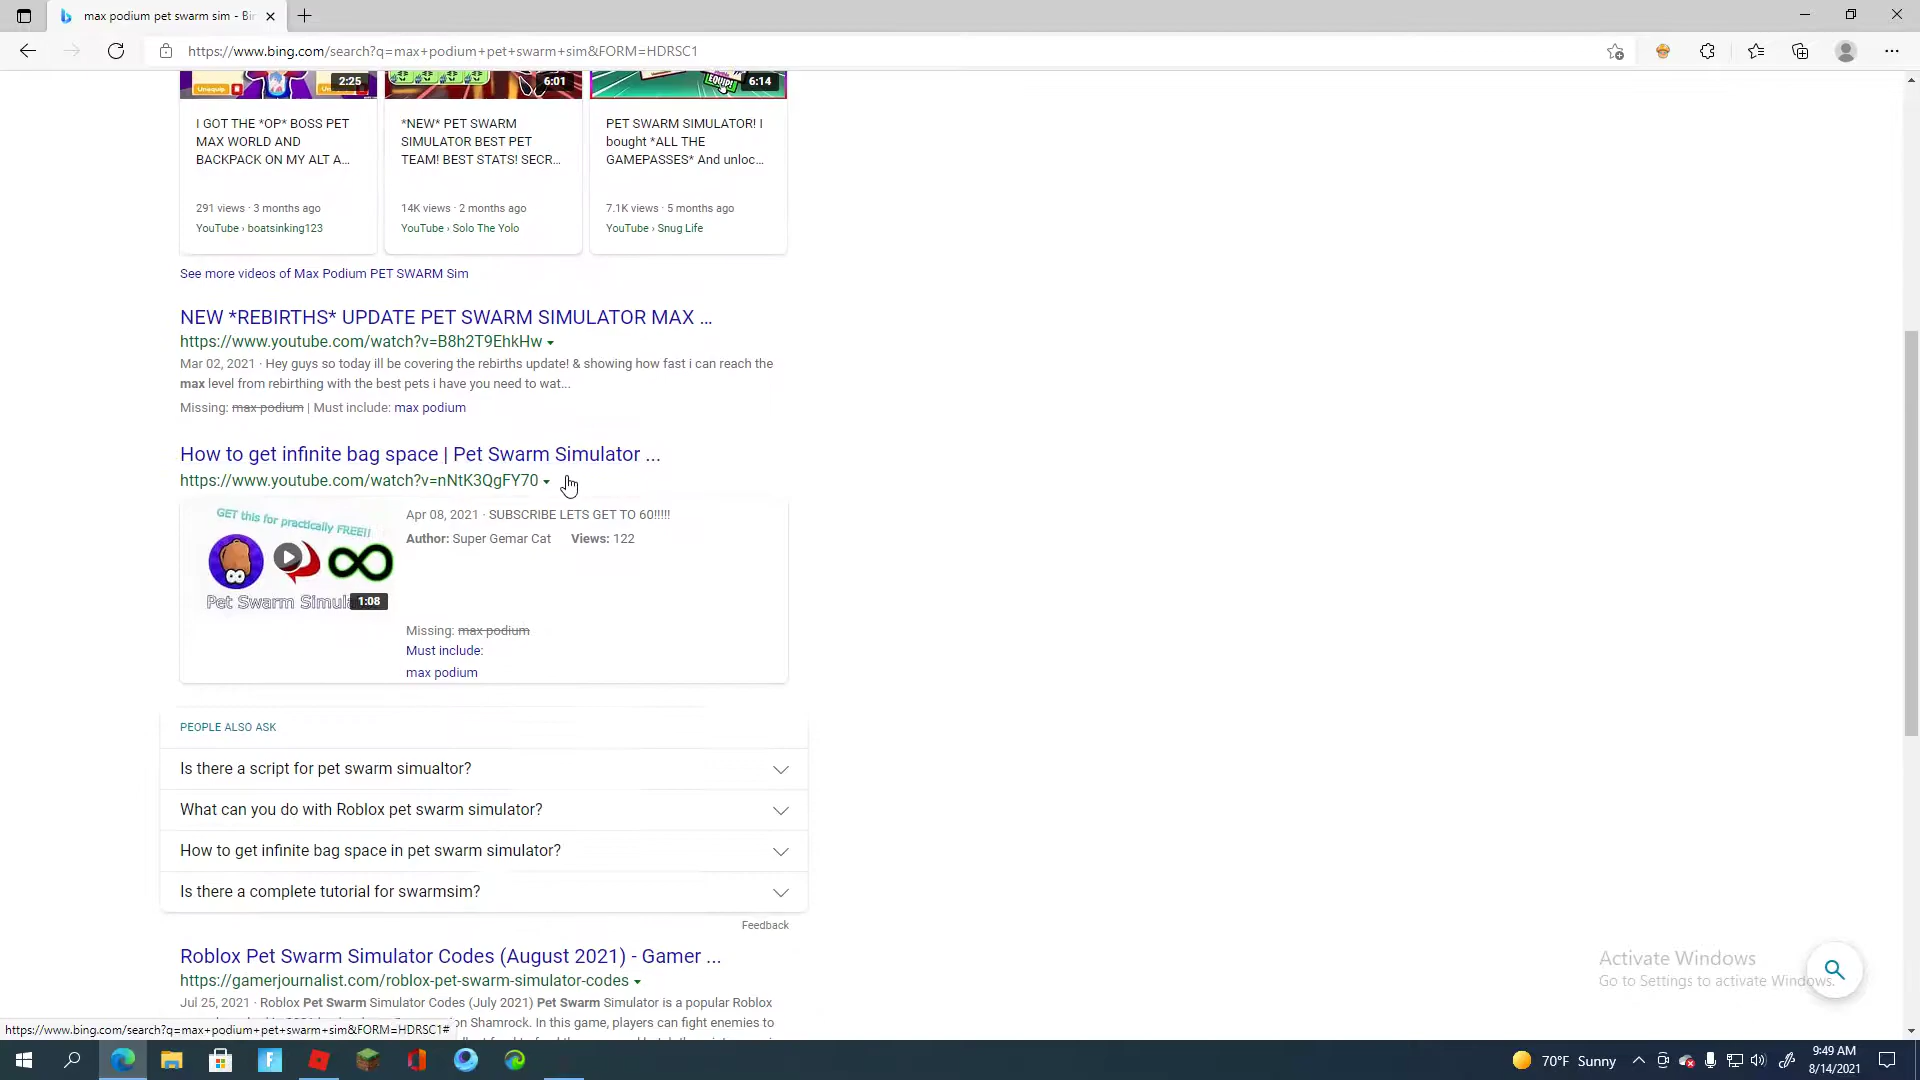 max podium pet swarm sim - Bin
https://www.bing.com/search?q=max+podium+pet+swarm+sim&FORM=HDRSC1
Unequip
2:25
6:01
EQUIP!
6:14
I GOT THE *OP* BOSS PET
MAX WORLD AND
BACKPACK ON MY ALT A...
291 views · 3 months ago
YouTube › boatsinking123
*NEW* PET SWARM
SIMULATOR BEST PET
TEAM! BEST STATS! SECR...
14K views · 2 months ago
YouTube › Solo The Yolo
PET SWARM SIMULATOR! I
bought *ALL THE
GAMEPASSES* And unloc...
7.1K views · 5 months ago
YouTube › Snug Life
See more videos of Max Podium PET SWARM Sim
NEW *REBIRTHS* UPDATE PET SWARM SIMULATOR MAX ...
https://www.youtube.com/watch?v=B8h2T9EhkHw
Mar 02, 2021 · Hey guys so today ill be covering the rebirths update! & showing how fast i can reach the
max level from rebirthing with the best pets i have you need to wat...
Missing: max podium | Must include: max podium
How to get infinite bag space | Pet Swarm Simulator ...
https://www.youtube.com/watch?v=nNtK3QgFY70
GET this for practically FREE!!
Pet Swarm Simula
1:08
Apr 08, 2021 · SUBSCRIBE LETS GET TO 60!!!!!
Author: Super Gemar Cat Views: 122
Missing: max podium
Must include:
max podium
PEOPLE ALSO ASK
Is there a script for pet swarm simualtor?
What can you do with Roblox pet swarm simulator?
How to get infinite bag space in pet swarm simulator?
Is there a complete tutorial for swarmsim?
Feedback
Roblox Pet Swarm Simulator Codes (August 2021) - Gamer ...
https://gamerjournalist.com/roblox-pet-swarm-simulator-codes
Jul 25, 2021 · Roblox Pet Swarm Simulator Codes (July 2021) Pet Swarm Simulator is a popular Roblox
on Shamrock. In this game, players can fight enemies to
Activate Windows
Go to Settings to activate Windows.
https://www.bing.com/search?q=max+podium+pet+swarm+sim&FORM=HDRSC1#
70°F Sunny
9:49 AM
8/14/2021